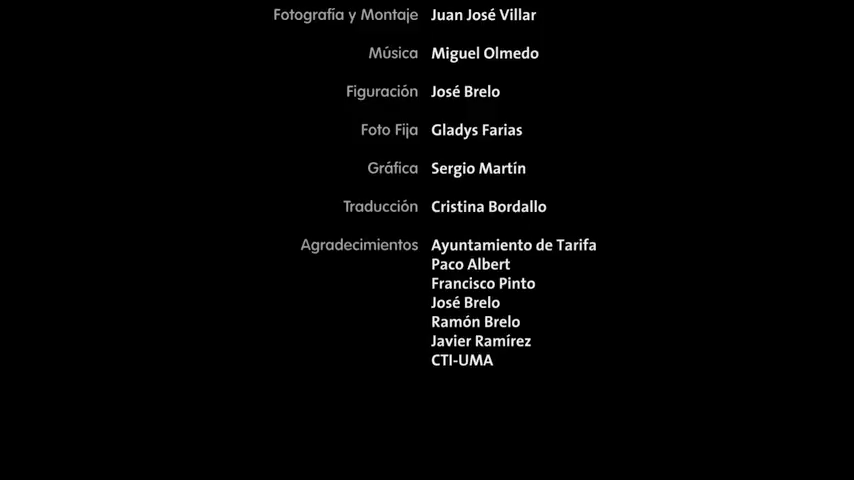 Fotografía y Montaje Juan José Villar
Música Miguel Olmedo
Figuración José Brelo
Foto Fija Gladys Farias
Gráfica Sergio Martín
Traducción Cristina Bordallo
Agradecimientos Ayuntamiento de Tarifa
Paco Albert
Francisco Pinto
José Brelo
Ramón Brelo
Javier Ramírez
CTI-UMA